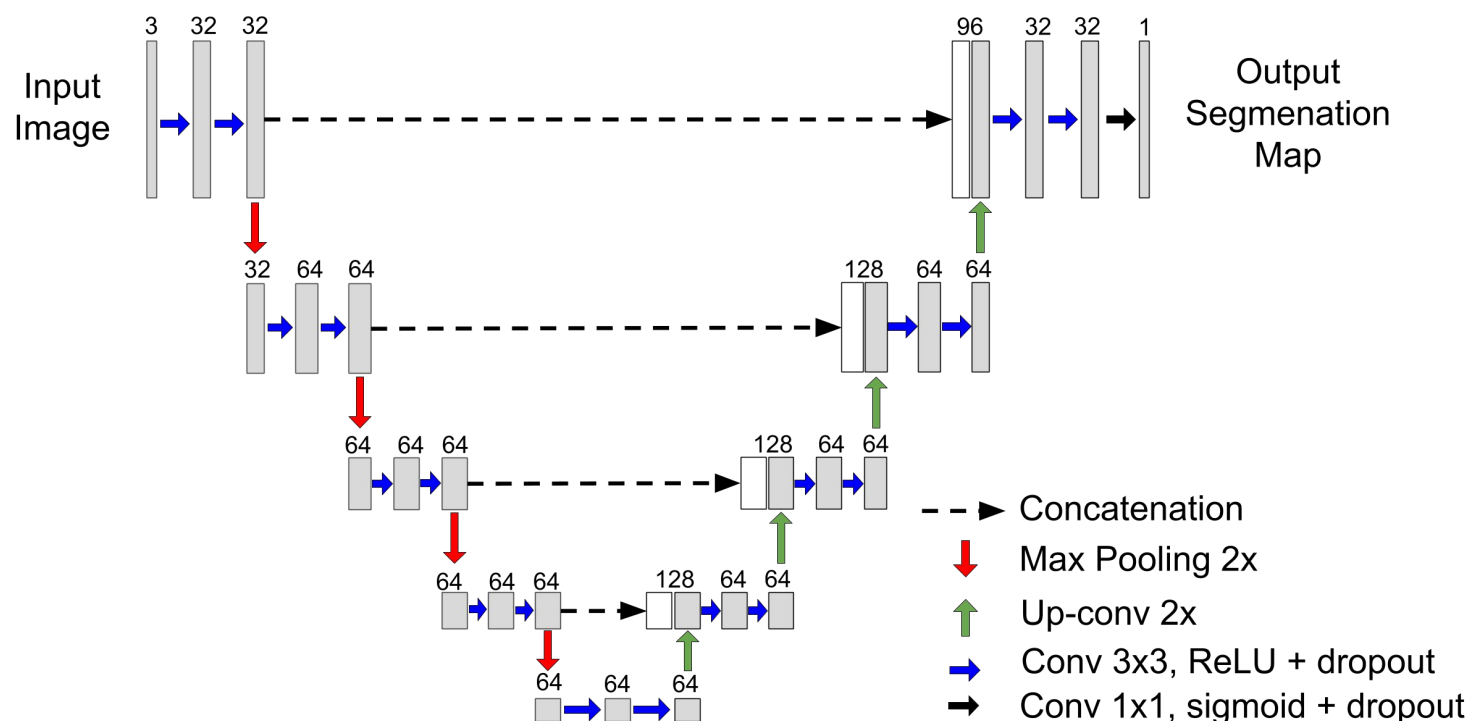 3 32 32
96 32 32 1
Input
Image
Output
Segmenation
Map
32 64 64
128 64 64
64 64 64
128 64 64
64 64 64
128 64 64
64 64 64
Concatenation
Max Pooling 2x
Up-conv 2x
Conv 3x3, ReLU + dropout
Conv 1x1, sigmoid + dropout